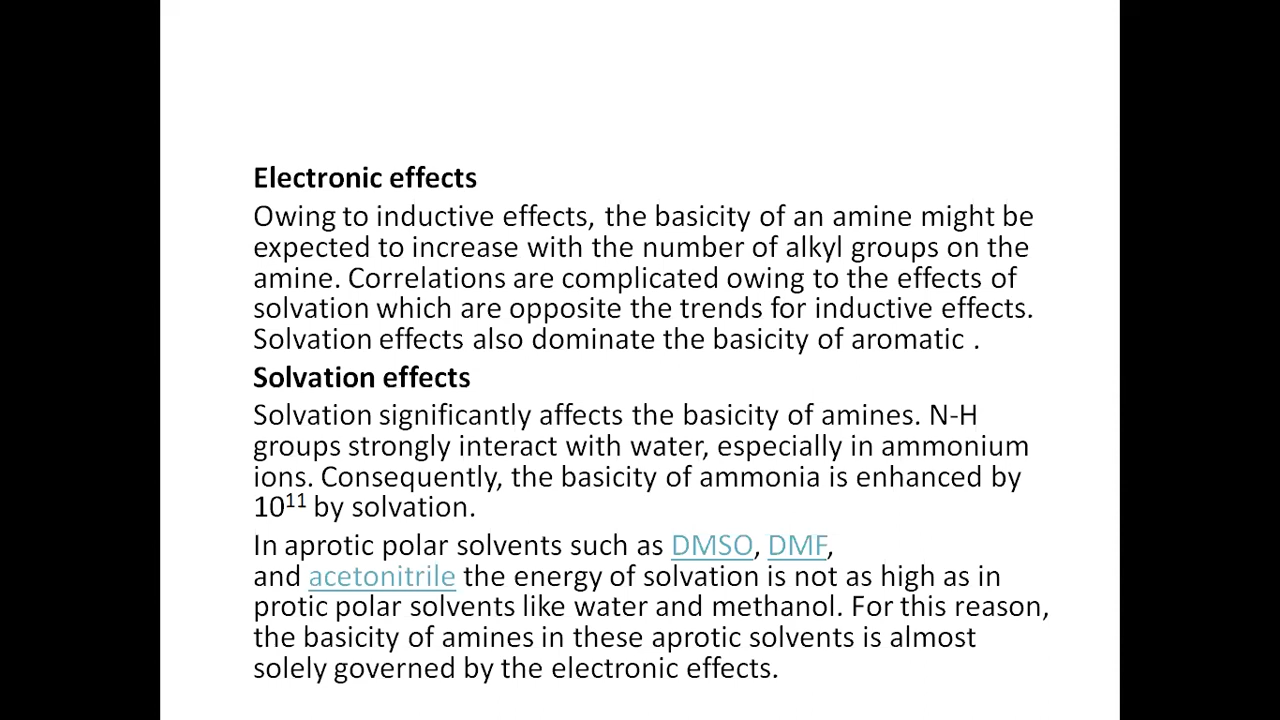 Electronic effects
Owing to inductive effects, the basicity of an amine might be
expected to increase with the number of alkyl groups on the
amine. Correlations are complicated owing to the effects of
solvation which are opposite the trends for inductive effects.
Solvation effects also dominate the basicity of aromatic .
Solvation effects
Solvation significantly affects the basicity of amines. N-H
groups strongly interact with water, especially in ammonium
ions. Consequently, the basicity of ammonia is enhanced by
10¹¹ by solvation.
In aprotic polar solvents such as DMSO, DMF,
and acetonitrile the energy of solvation is not as high as in
protic polar solvents like water and methanol. For this reason,
the basicity of amines in these aprotic solvents is almost
solely governed by the electronic effects.